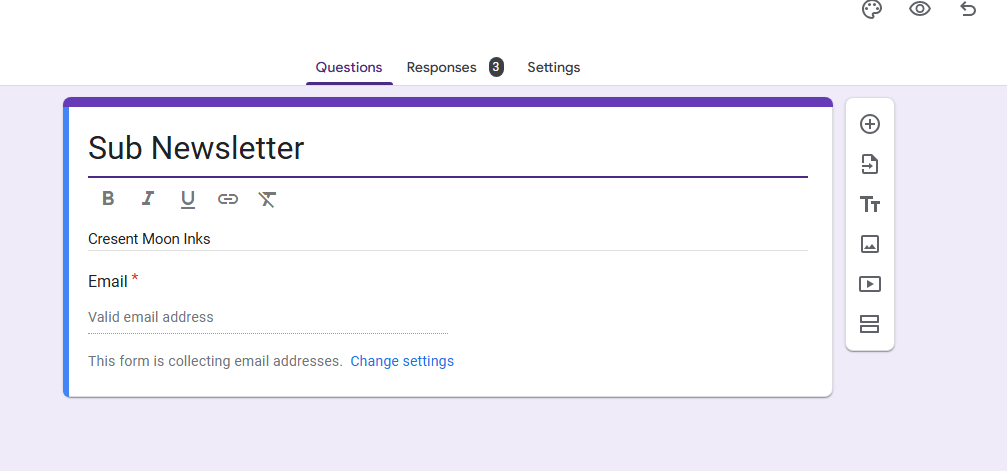 Questions Responses 3 Settings
Sub Newsletter
B I U
Cresent Moon Inks
Email *
Valid email address
This form is collecting email addresses. Change settings
Tт